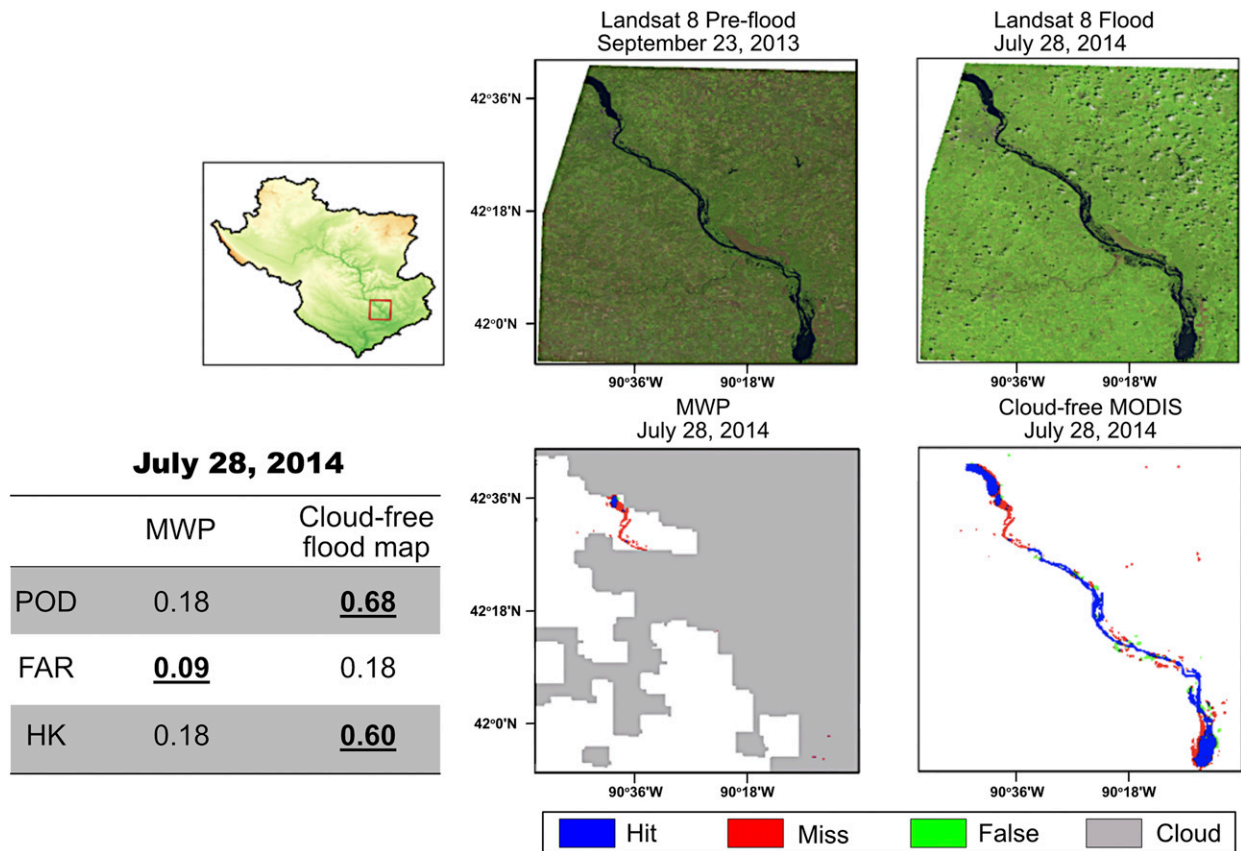 Landsat 8 Pre-flood
September 23, 2013
Landsat 8 Flood
July 28, 2014
42°36'N
42°18'N
42°0'N
90°36'W 90°18'W
90°36'W 90°18'W
MWP
July 28, 2014
Cloud-free MODIS
July 28, 2014
42°36'N
42°18'N
42°0'N
90°36'W 90°18'W
90°36'W 90°18'W
July 28, 2014
MWP Cloud-free flood map
POD 0.18 0.68
FAR 0.09 0.18
HK 0.18 0.60
Hit Miss False Cloud